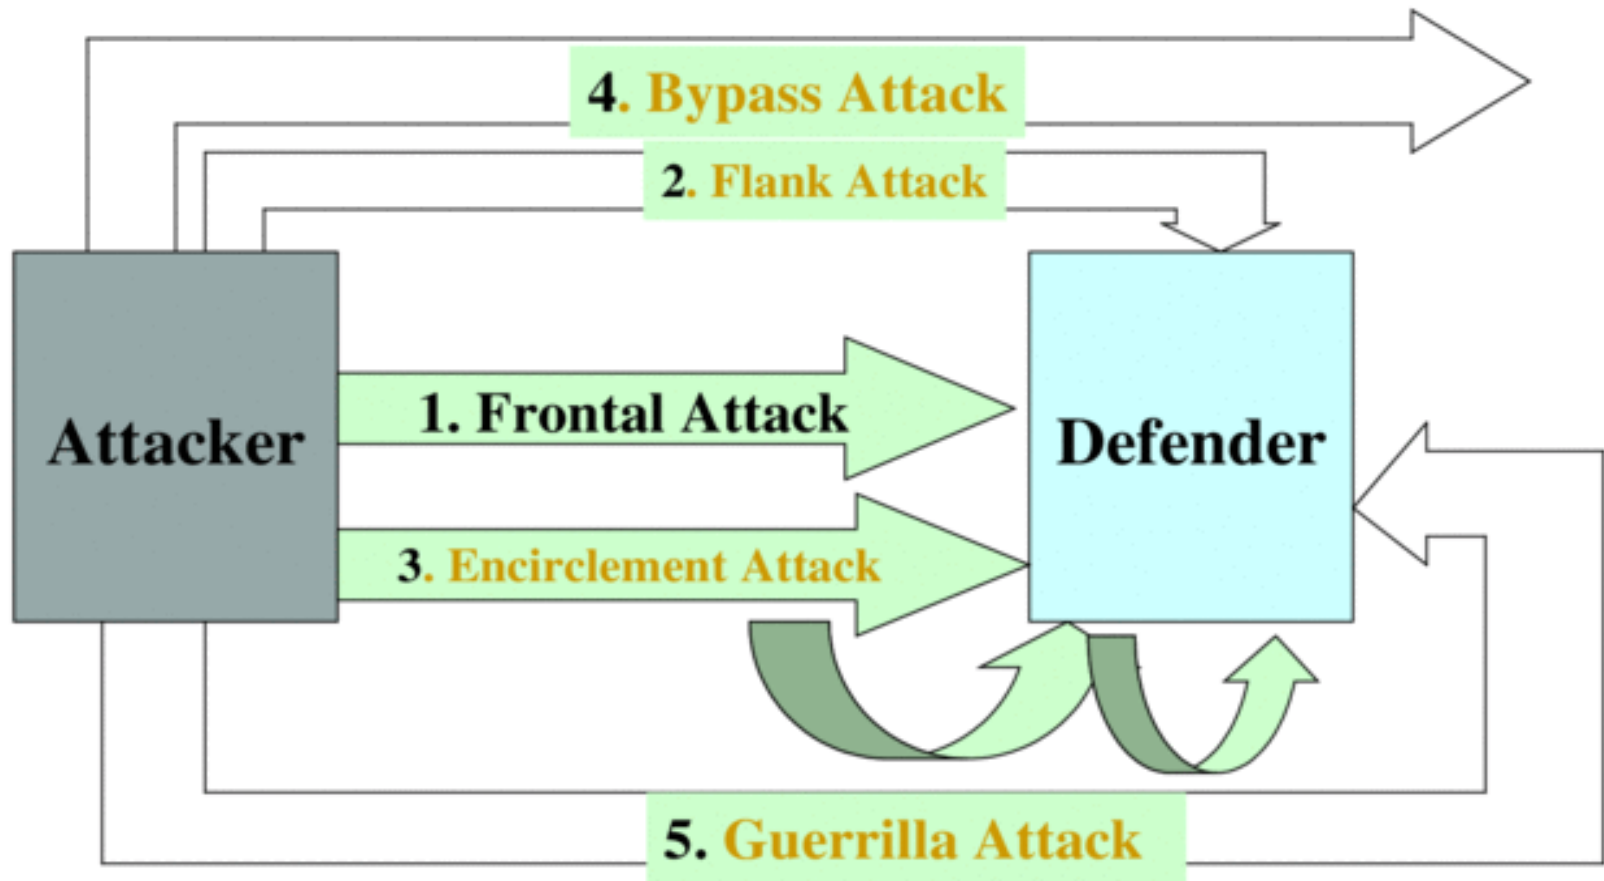 4. Bypass Attack
2. Flank Attack
1. Frontal Attack
Attacker
Defender
3. Encirclement Attack
5. Guerrilla Attack